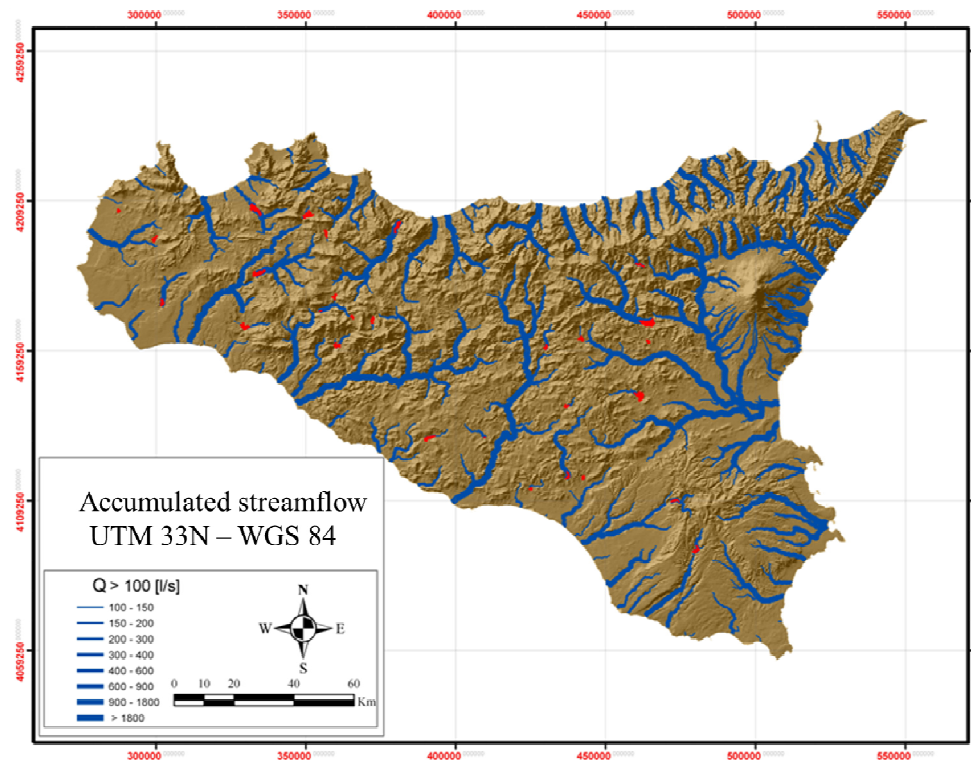 300000 350000 400000 450000 500000 550000
4259250
4209250
4159250
4109250
4059250
Accumulated streamflow
UTM 33N – WGS 84
Q > 100 [l/s]
100 - 150
150 - 200
200 - 300
300 - 400
400 - 600
600 - 900
900 - 1800
> 1800
N
W E
S
0 10 20 40 60
Km
300000 350000 400000 450000 500000 550000